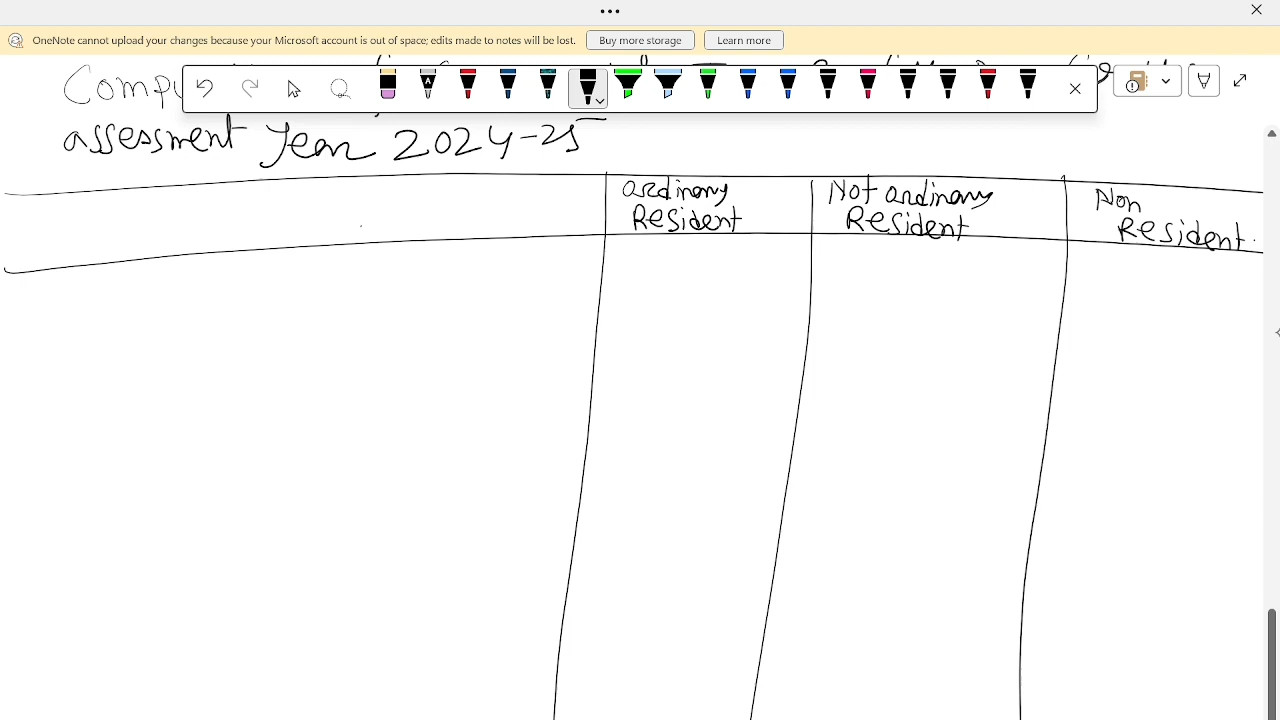 OneNote cannot upload your changes because your Microsoft account is out of space; edits made to notes will be lost. Buy more storage Learn more
assessment Year 2024-25
ordinary Not ordinary Non
Resident Resident Resident.